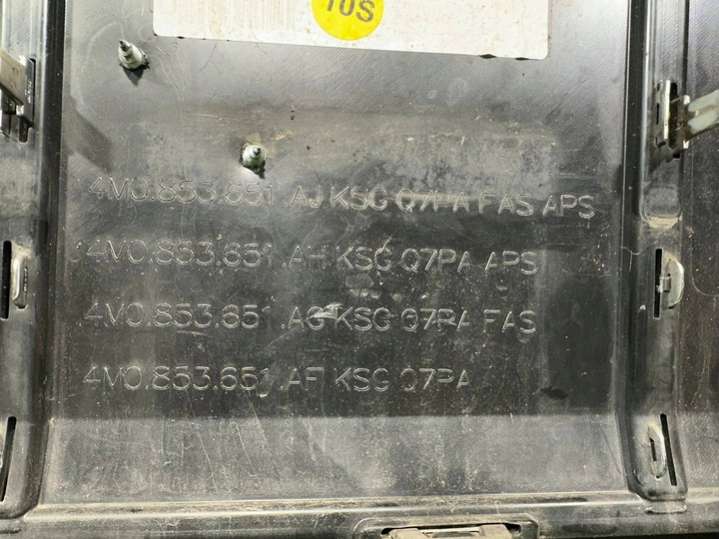 10S
4M0.853.651 .AJ KSG Q7PA FAS APS
4M0.853.651 .AH KSG Q7PA APS
4M0.853.651 .AG KSG Q7PA FAS
4M0.853.651 .AF KSG Q7PA